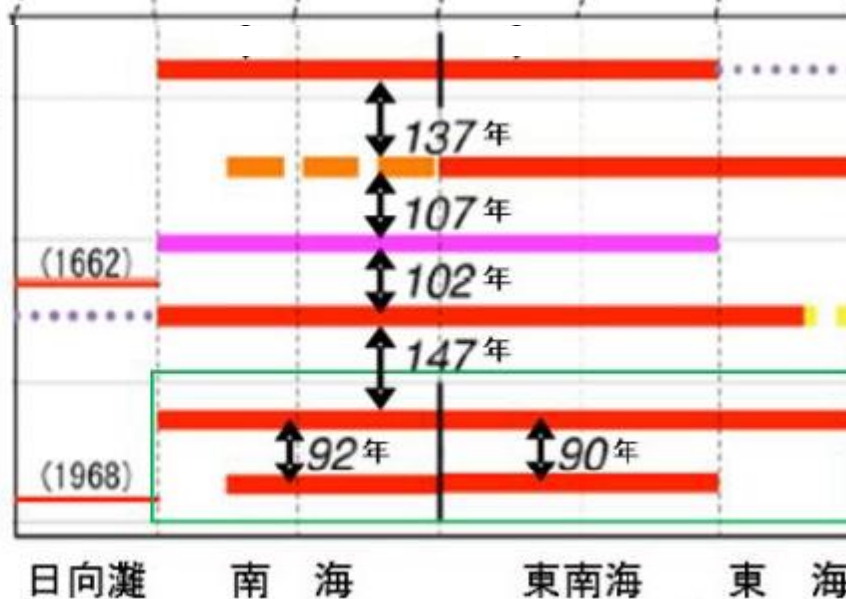 137年
107年
(1662)
102年
147年
92年 90年
(1968)
日向灘 南 海 東南海 東 海